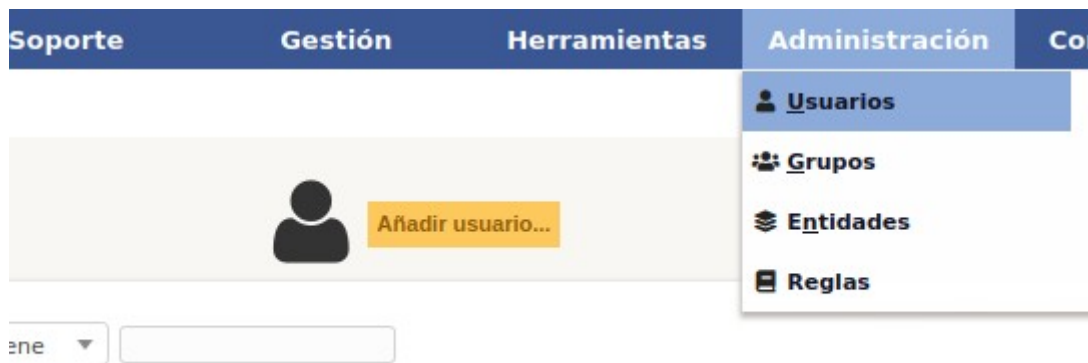 Soporte Gestión Herramientas Administración
Usuarios
Grupos
Añadir usuario...
Entidades
Reglas